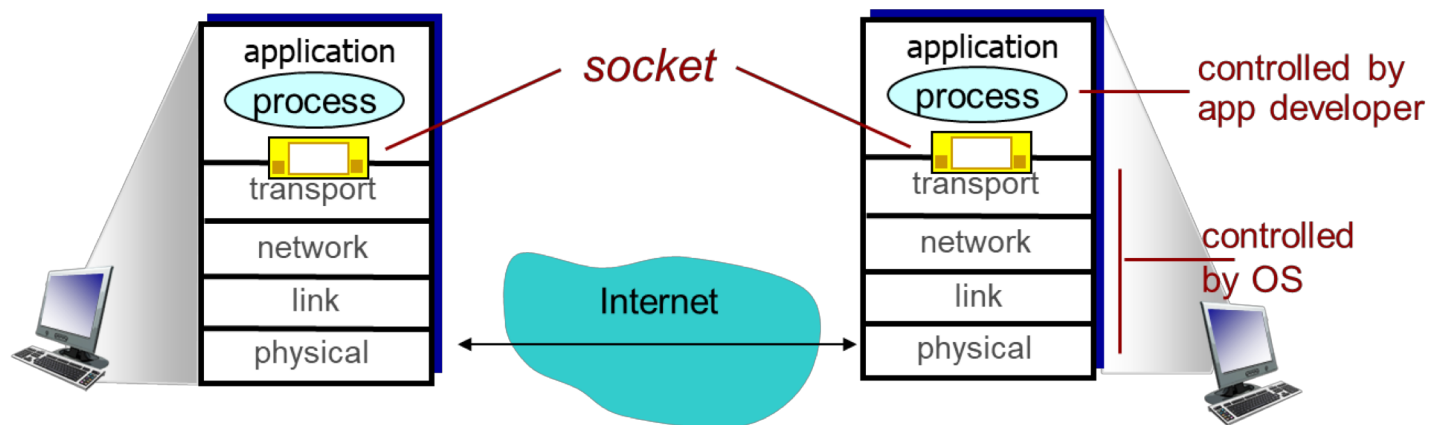 application
process
transport
network
link
physical
socket
Internet
application
process
transport
network
link
physical
controlled by
app developer
controlled
by OS